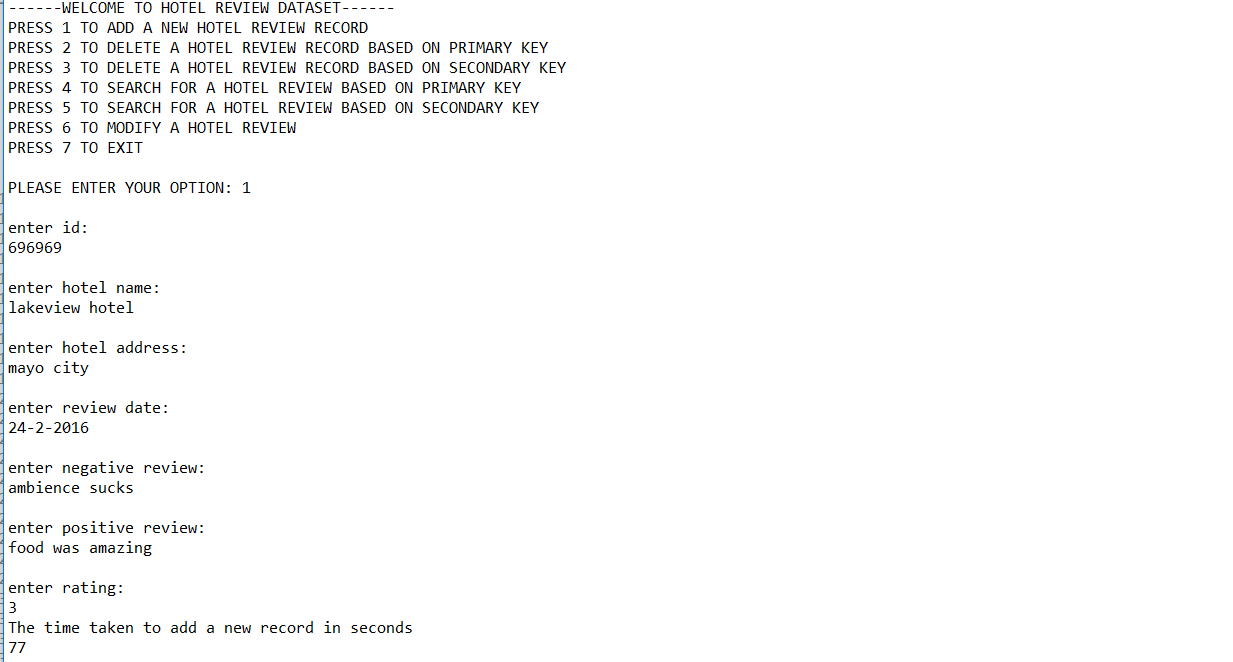 ------WELCOME TO HOTEL REVIEW DATASET------
PRESS 1 TO ADD A NEW HOTEL REVIEW RECORD
PRESS 2 TO DELETE A HOTEL REVIEW RECORD BASED ON PRIMARY KEY
PRESS 3 TO DELETE A HOTEL REVIEW RECORD BASED ON SECONDARY KEY
PRESS 4 TO SEARCH FOR A HOTEL REVIEW BASED ON PRIMARY KEY
PRESS 5 TO SEARCH FOR A HOTEL REVIEW BASED ON SECONDARY KEY
PRESS 6 TO MODIFY A HOTEL REVIEW
PRESS 7 TO EXIT
PLEASE ENTER YOUR OPTION: 1
enter id:
696969
enter hotel name:
lakeview hotel
enter hotel address:
mayo city
enter review date:
24-2-2016
enter negative review:
ambience sucks
enter positive review:
food was amazing
enter rating:
3
The time taken to add a new record in seconds
77